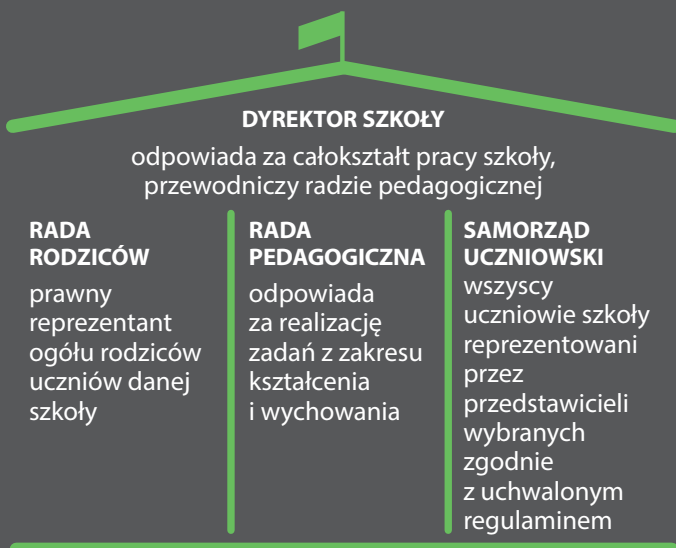 DYREKTOR SZKOŁY
odpowiada za całokształt pracy szkoły,
przewodniczy radzie pedagogicznej
RADA
RODZICÓW
prawny
reprezentant
ogółu rodziców
uczniów danej
szkoły
RADA
PEDAGOGICZNA
odpowiada
za realizację
zadań z zakresu
kształcenia
i wychowania
SAMORZĄD
UCZNIOWSKI
wszyscy
uczniowie szkoły
reprezentowani
przez
przedstawicieli
wybranych
zgodnie
z uchwalonym
regulaminem